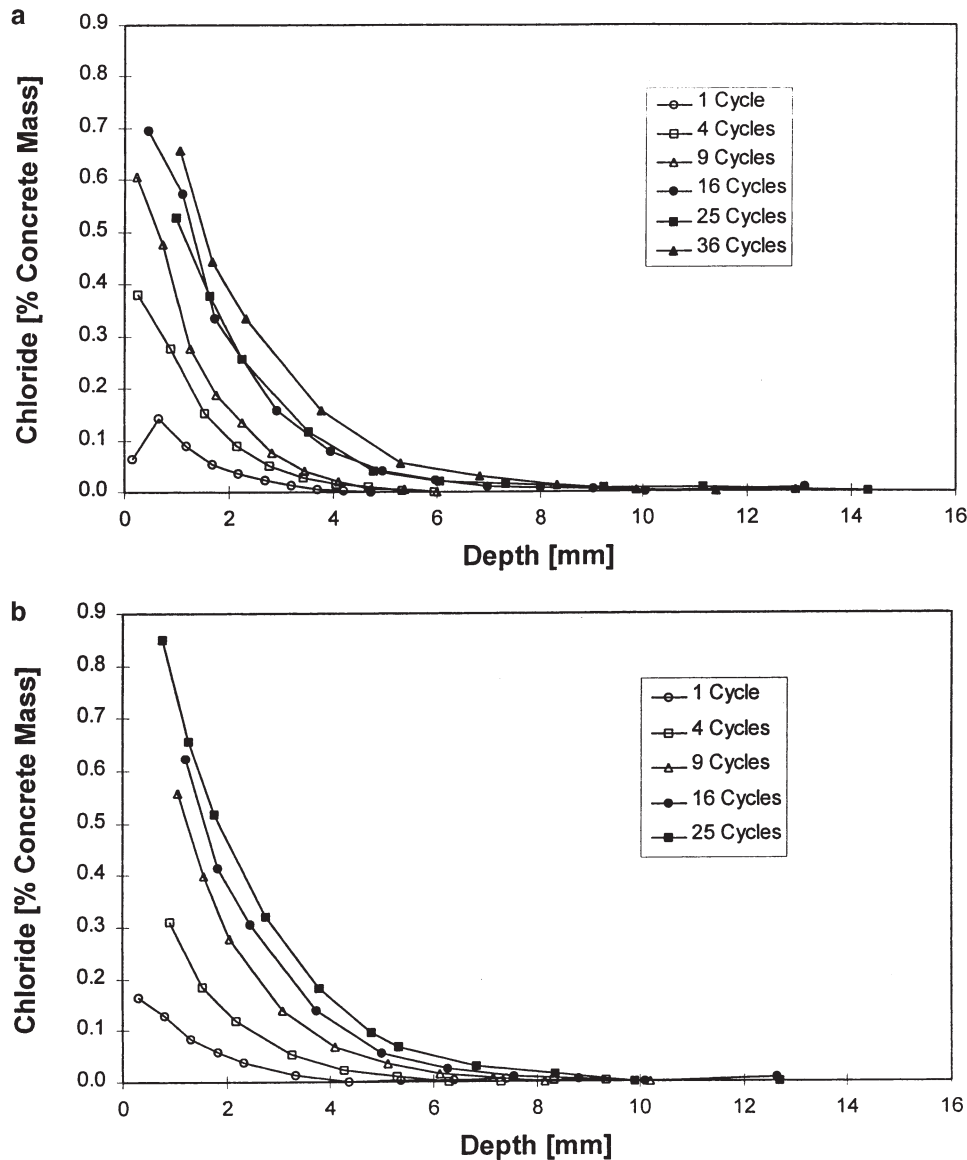 a
0.9
0.8
0.7
0.6
0.5
0.4
0.3
0.2
0.1
0.0
Chloride [% Concrete Mass]
1 Cycle
4 Cycles
9 Cycles
16 Cycles
25 Cycles
36 Cycles
0 2 4 6 8 10 12 14 16
Depth [mm]
b
0.9
0.8
0.7
0.6
0.5
0.4
0.3
0.2
0.1
0.0
Chloride [% Concrete Mass]
1 Cycle
4 Cycles
9 Cycles
16 Cycles
25 Cycles
0 2 4 6 8 10 12 14 16
Depth [mm]